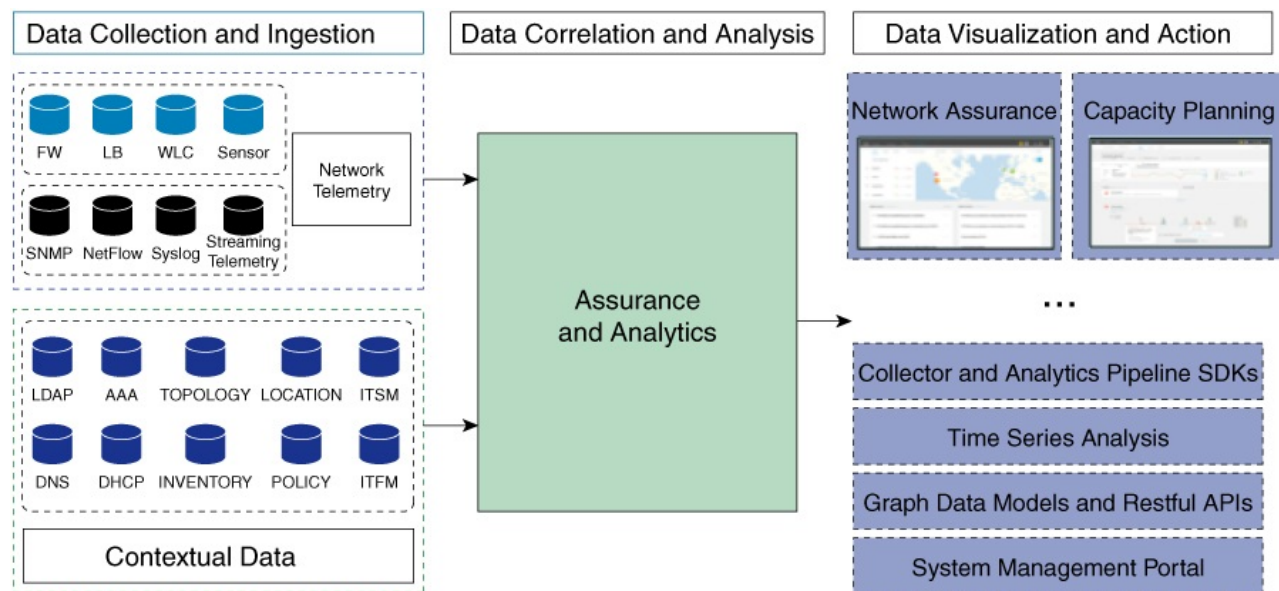 Data Collection and Ingestion
Data Correlation and Analysis
Data Visualization and Action
FW
LB
WLC
Sensor
SNMP
NetFlow
Syslog
Streaming
Telemetry
Network
Telemetry
LDAP
AAA
TOPOLOGY
LOCATION
ITSM
DNS
DHCP
INVENTORY
POLICY
ITFM
Contextual Data
Assurance
and Analytics
Network Assurance
Capacity Planning
...
Collector and Analytics Pipeline SDKs
Time Series Analysis
Graph Data Models and Restful APIs
System Management Portal